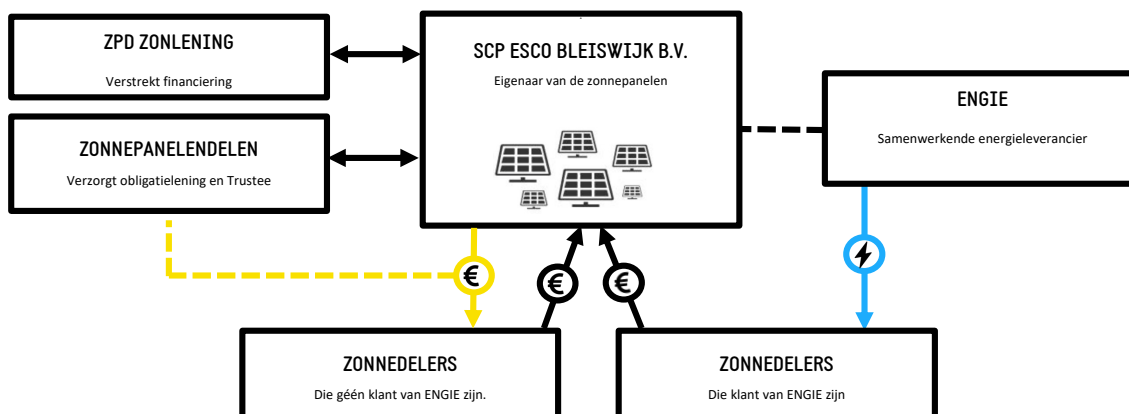 ZPD ZONLENING
Verstrekt financiering
SCP ESCO BLEISWIJK B.V.
Eigenaar van de zonnepanelen
ENGIE
Samenwerkende energieleverancier
ZONNEPANELENDELEN
Verzorgt obligatielening en Trustee
€
€
€
ZONNEDELERS
Die géén klant van ENGIE zijn.
ZONNEDELERS
Die klant van ENGIE zijn